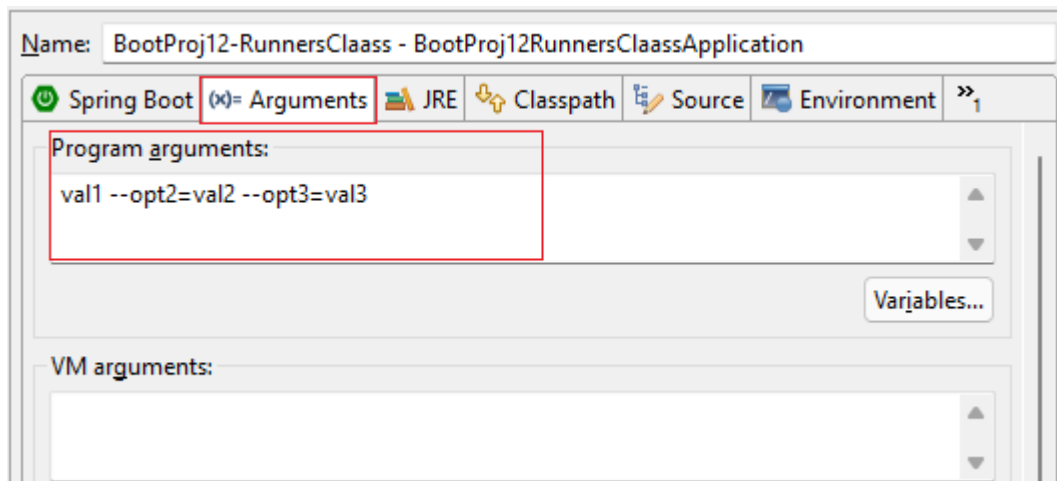 Name: BootProj12-RunnersClaass - BootProj12RunnersClaassApplication
Spring Boot (x)= Arguments JRE Classpath Source Environment »1
Program arguments:
val1 --opt2=val2 --opt3=val3
Variables...
VM arguments: